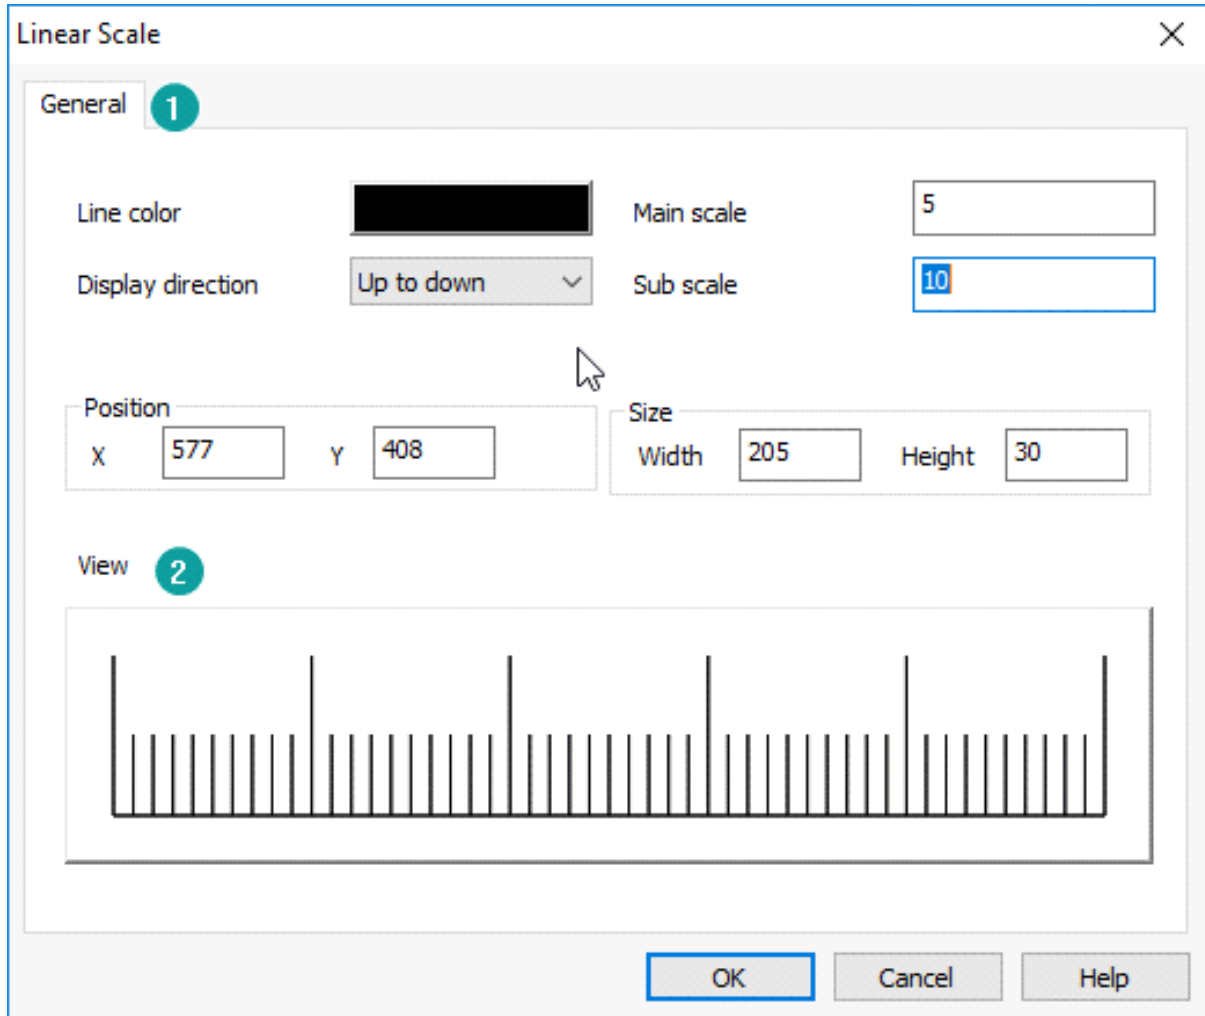 Linear Scale
General 1
Line color Main scale 5
Display direction Up to down Sub scale 10
Position Size
X 577 Y 408 Width 205 Height 30
View 2
OK Cancel Help